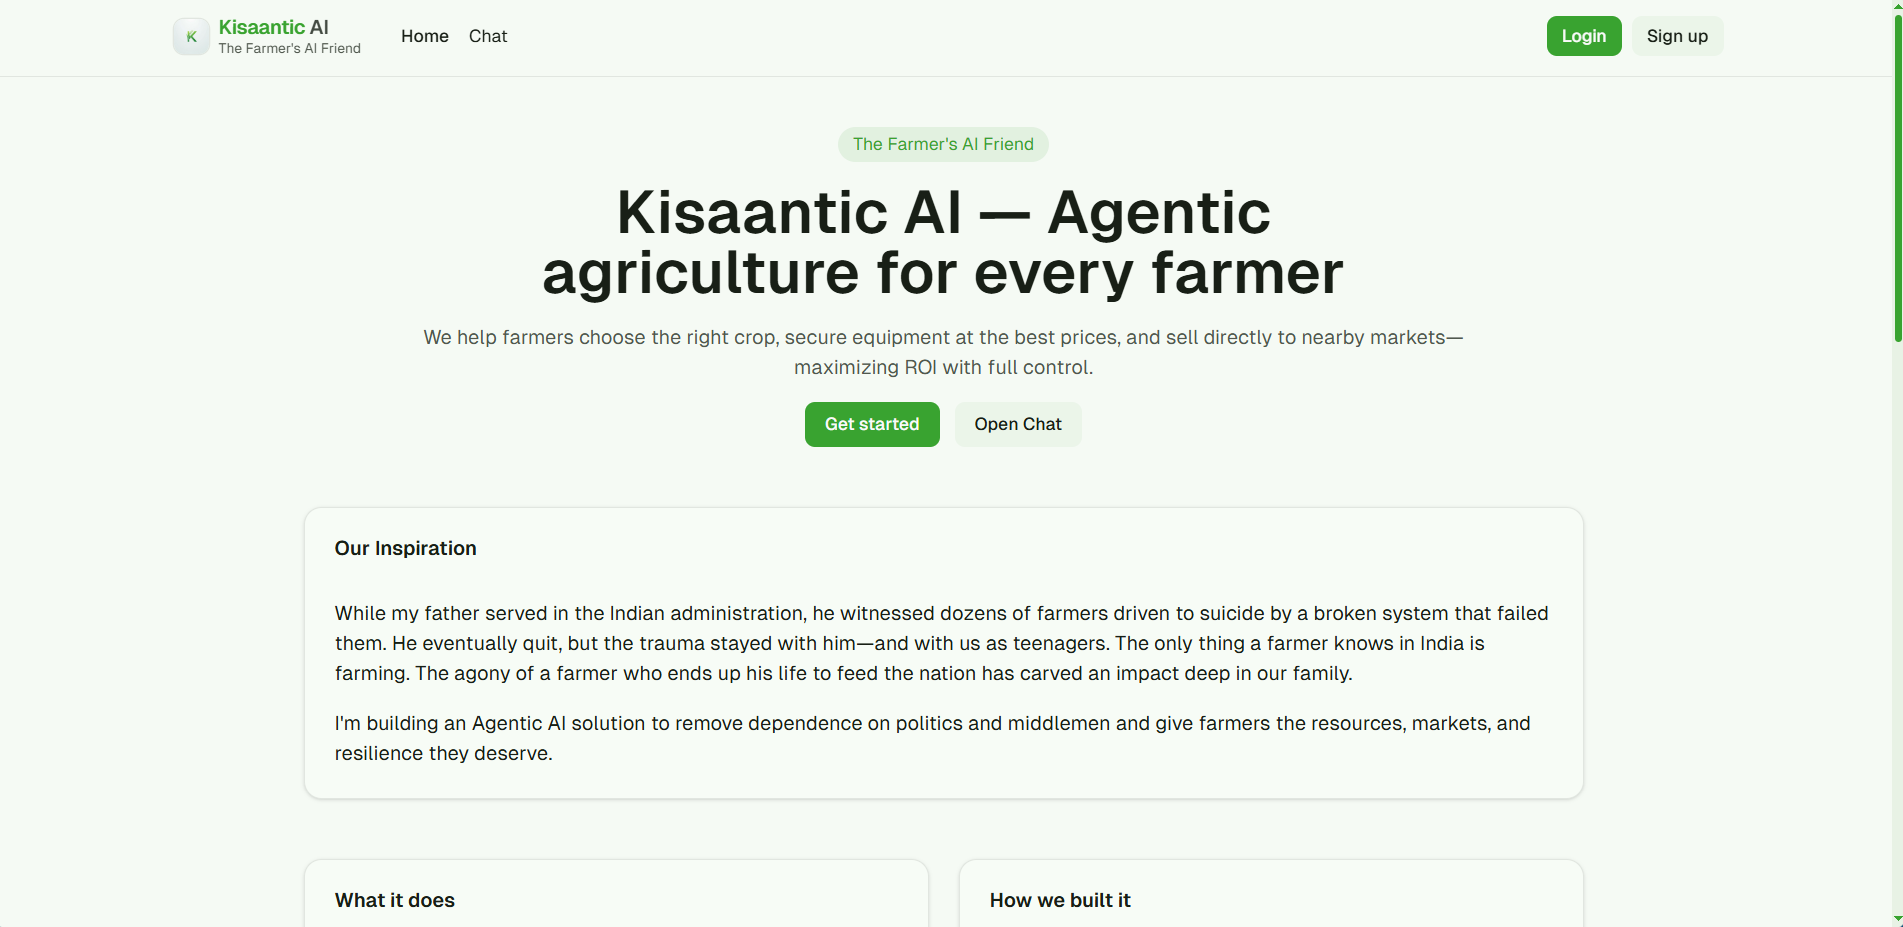 K
Kisaantic AI
The Farmer's AI Friend
Home
Chat
Login
Sign up
The Farmer's AI Friend
Kisaantic AI — Agentic
agriculture for every farmer
We help farmers choose the right crop, secure equipment at the best prices, and sell directly to nearby markets—
maximizing ROI with full control.
Get started
Open Chat
Our Inspiration
While my father served in the Indian administration, he witnessed dozens of farmers driven to suicide by a broken system that failed
them. He eventually quit, but the trauma stayed with him—and with us as teenagers. The only thing a farmer knows in India is
farming. The agony of a farmer who ends up his life to feed the nation has carved an impact deep in our family.
I'm building an Agentic AI solution to remove dependence on politics and middlemen and give farmers the resources, markets, and
resilience they deserve.
What it does
How we built it